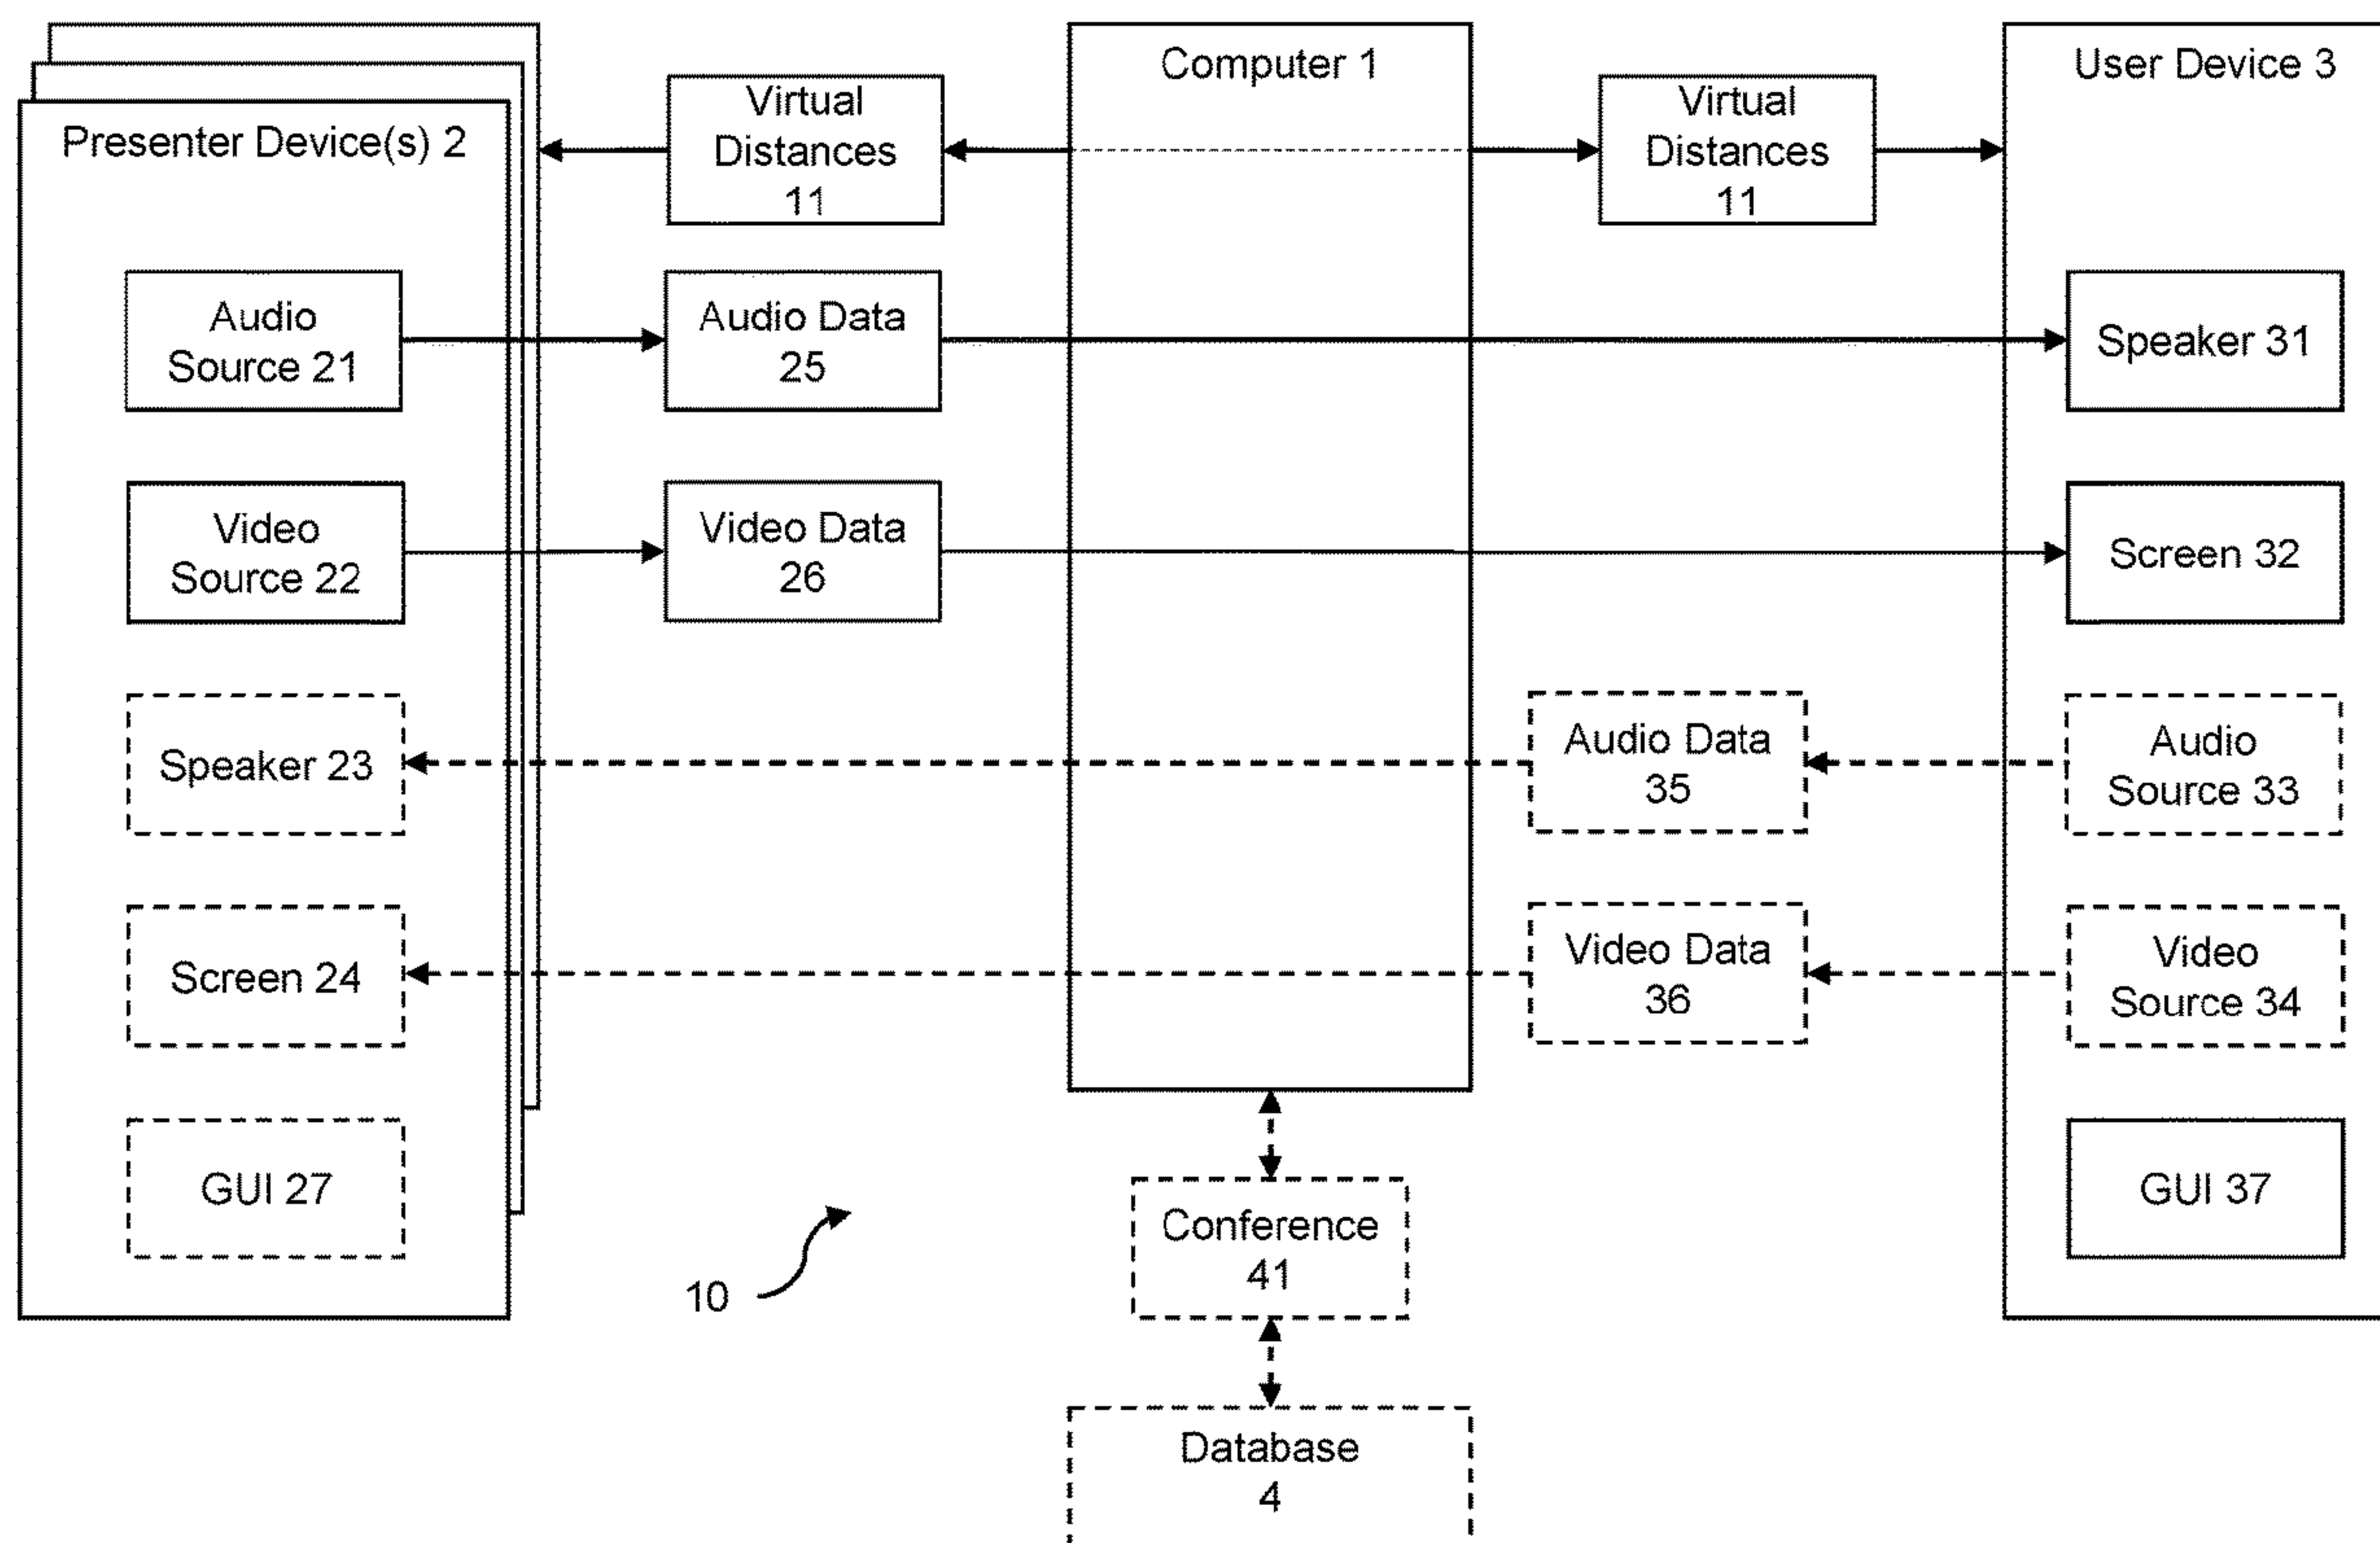 Presenter Device(s) 2
Virtual
Distances
11
Computer 1
Virtual
Distances
11
User Device 3
Audio
Source 21
Audio Data
25
Speaker 31
Video
Source 22
Video Data
26
Screen 32
Speaker 23
Audio Data
35
Audio
Source 33
Screen 24
Video Data
36
Video
Source 34
GUI 27
10
Conference
41
GUI 37
Database
4